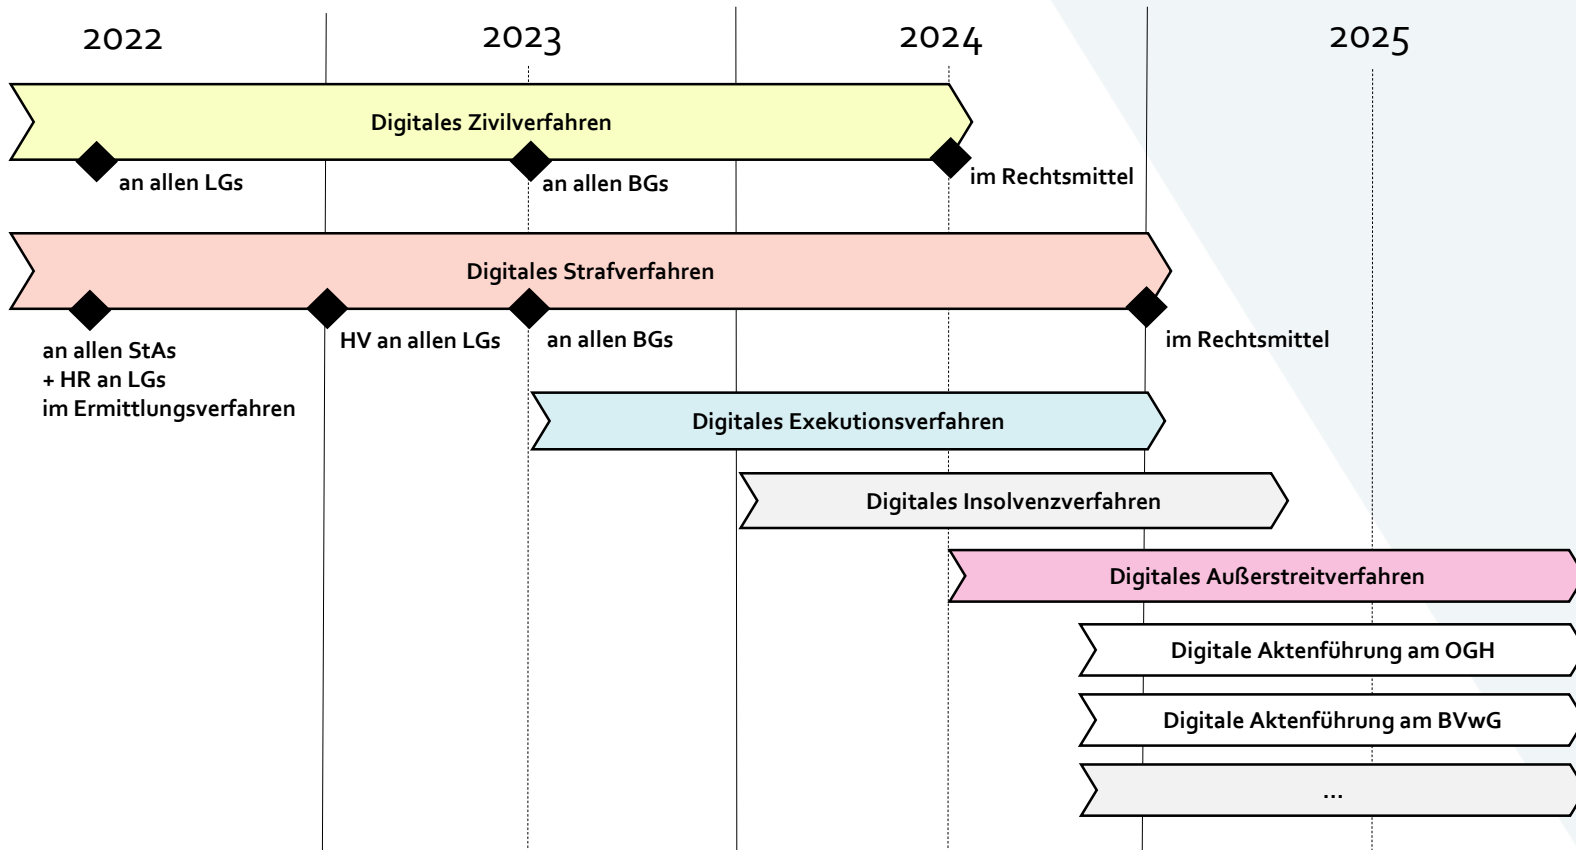 2022
2023
2024
2025
Digitales Zivilverfahren
an allen LGs
an allen BGs
im Rechtsmittel
Digitales Strafverfahren
an allen StAs
+ HR an LGs
im Ermittlungsverfahren
HV an allen LGs
an allen BGs
im Rechtsmittel
Digitales Exekutionsverfahren
Digitales Insolvenzverfahren
Digitales Außerstreitverfahren
Digitale Aktenführung am OGH
Digitale Aktenführung am BVwG
...